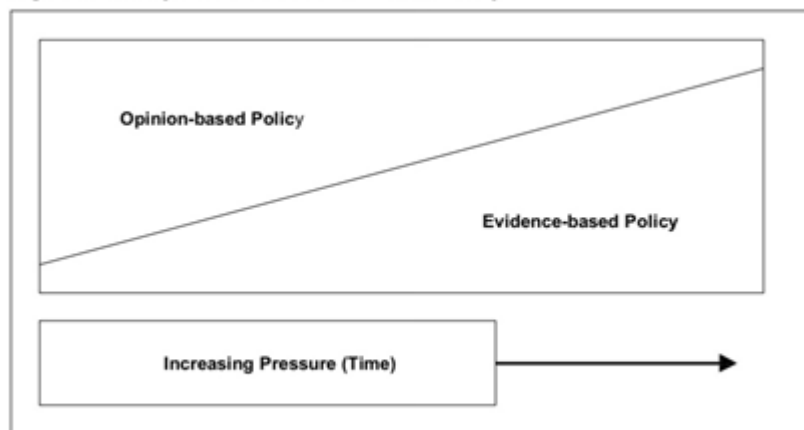 Opinion-based Policy
Evidence-based Policy
Increasing Pressure (Time)